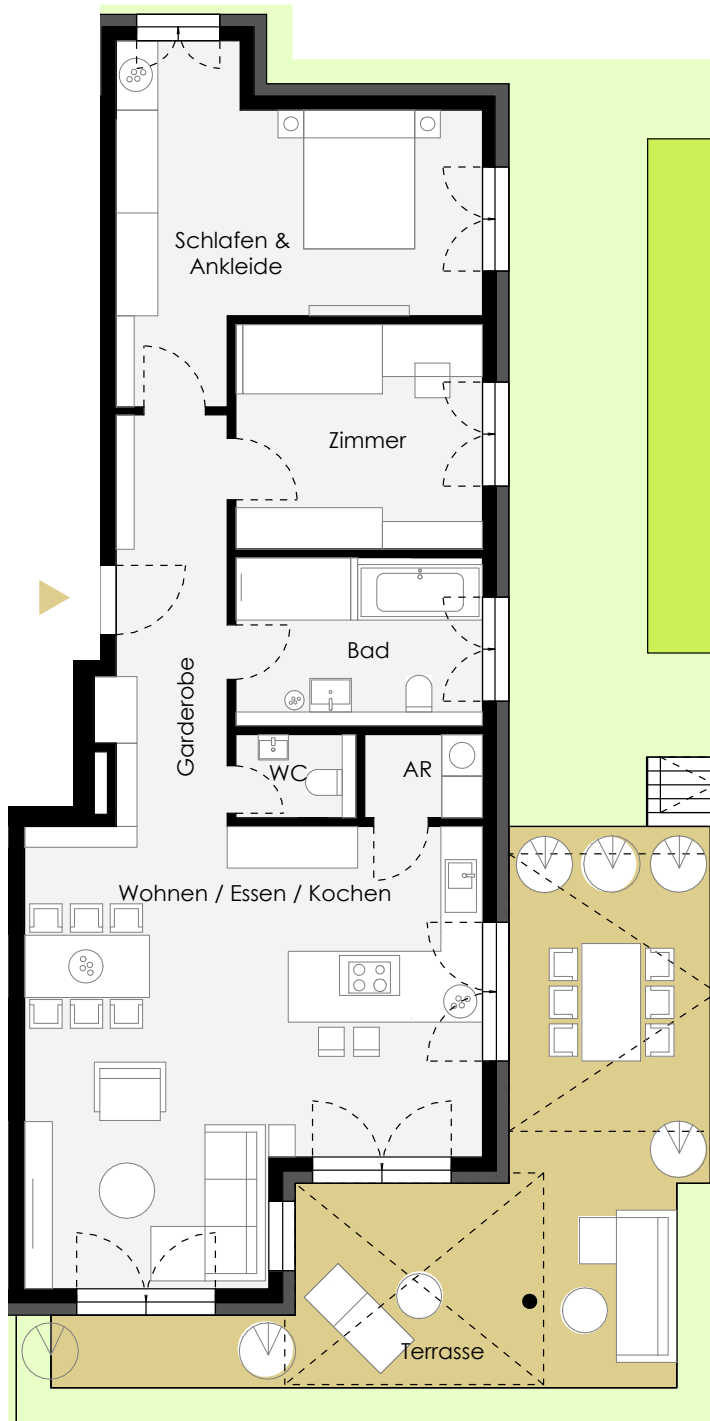 Schlafen &
Ankleide
Zimmer
Bad
Garderobe
WC
AR
Wohnen / Essen / Kochen
Terrasse